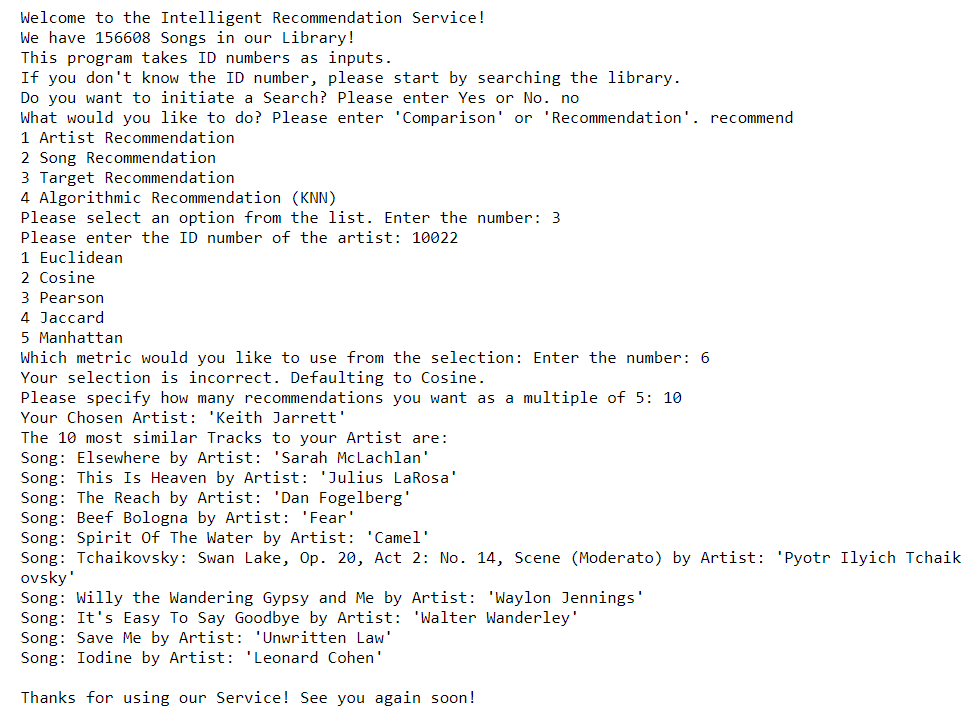 Welcome to the Intelligent Recommendation Service!
We have 156608 Songs in our Library!
This program takes ID numbers as inputs.
If you don't know the ID number, please start by searching the library.
Do you want to initiate a Search? Please enter Yes or No. no
What would you like to do? Please enter 'Comparison' or 'Recommendation'. recommend
1 Artist Recommendation
2 Song Recommendation
3 Target Recommendation
4 Algorithmic Recommendation (KNN)
Please select an option from the list. Enter the number: 3
Please enter the ID number of the artist: 10022
1 Euclidean
2 Cosine
3 Pearson
4 Jaccard
5 Manhattan
Which metric would you like to use from the selection: Enter the number: 6
Your selection is incorrect. Defaulting to Cosine.
Please specify how many recommendations you want as a multiple of 5: 10
Your Chosen Artist: 'Keith Jarrett'
The 10 most similar Tracks to your Artist are:
Song: Elsewhere by Artist: 'Sarah McLachlan'
Song: This Is Heaven by Artist: 'Julius LaRosa'
Song: The Reach by Artist: 'Dan Fogelberg'
Song: Beef Bologna by Artist: 'Fear'
Song: Spirit Of The Water by Artist: 'Camel'
Song: Tchaikovsky: Swan Lake, Op. 20, Act 2: No. 14, Scene (Moderato) by Artist: 'Pyotr Ilyich Tchaik
ovsky'
Song: Willy the Wandering Gypsy and Me by Artist: 'Waylon Jennings'
Song: It's Easy To Say Goodbye by Artist: 'Walter Wanderley'
Song: Save Me by Artist: 'Unwritten Law'
Song: Iodine by Artist: 'Leonard Cohen'
Thanks for using our Service! See you again soon!